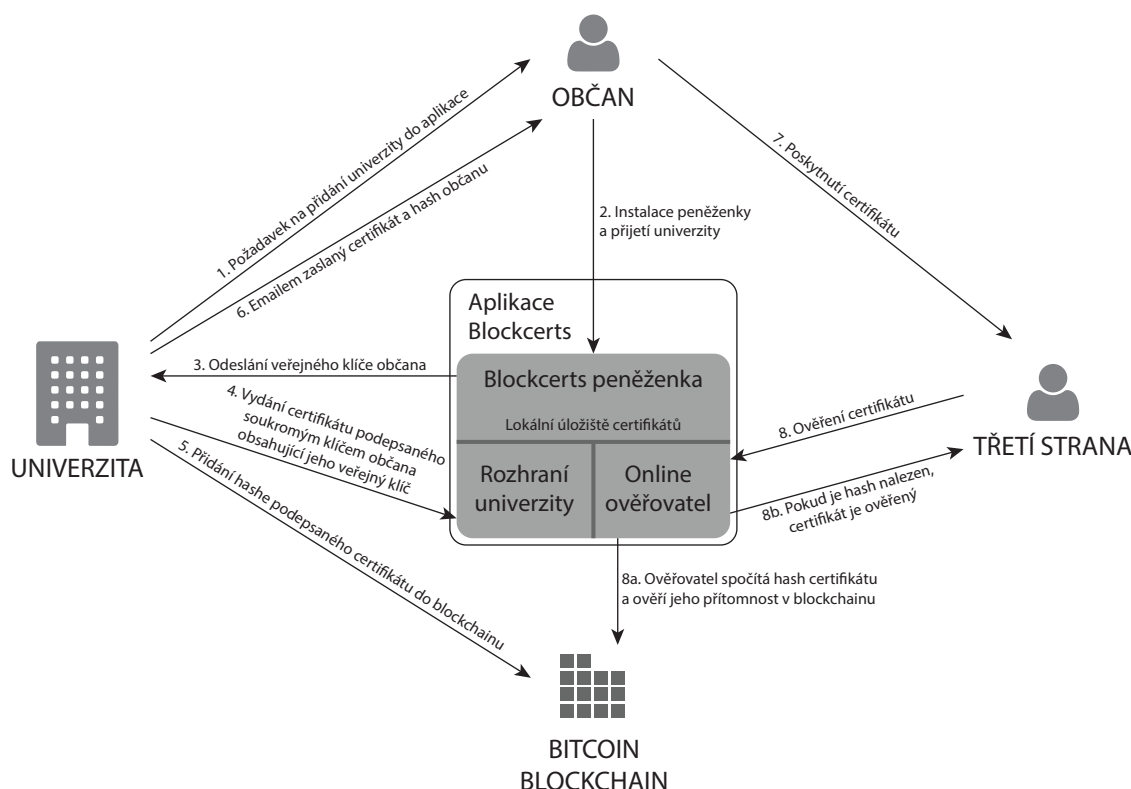 OBČAN
1. Požadavek na přidání univerzity do aplikace
6. Emailem zaslaný certifikát a hash občanu
2. Instalace peněženky
a přijetí univerzity
7. Poskytnutí certifikátu
Aplikace
Blockcerts
UNIVERZITA
3. Odeslání veřejného klíče občana
4. Vydání certifikátu podepsaného
soukromým klíčem občana
obsahující jeho veřejný klíč
5. Přidání hashe podepsaného certifikátu do blockchainu
Blockcerts peněženka
Lokální úložiště certifikátů
Rozhraní
univerzity
Online
ověřovatel
8. Ověření certifikátu
TŘETÍ STRANA
8b. Pokud je hash nalezen,
certifikát je ověřený
8a. Ověřovatel spočítá hash certifikátu
a ověří jeho přítomnost v blockchainu
BITCOIN
BLOCKCHAIN